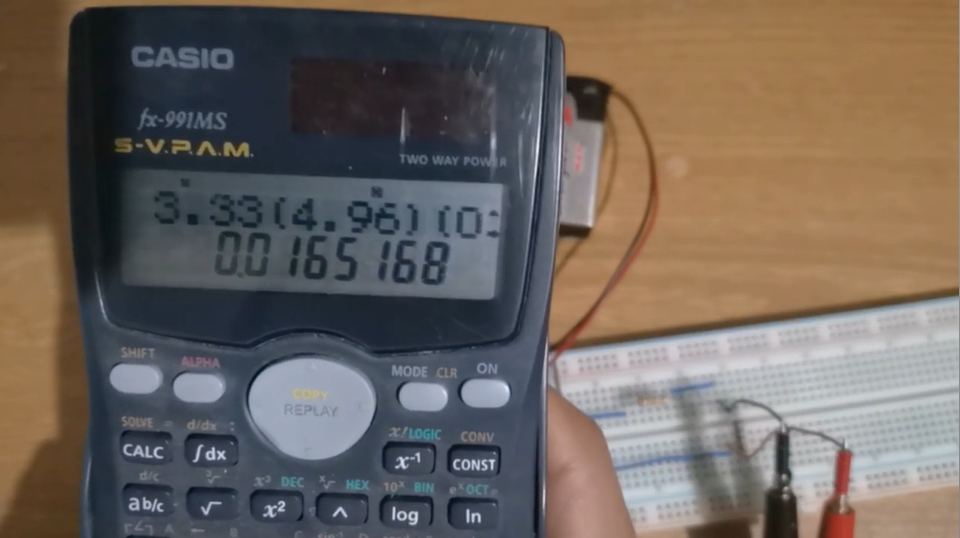 CASIO
fx-991MS
S-V.P.A.M.
TWO WAY POWER
3.33(4.96)(0
0.0165168
SHIFT
ALPHA
COPY
REPLAY
MODE CLR
ON
SOLVE =
d/dx :
x! LOGIC
CONV
CALC
∫dx
x⁻¹
CONST
d/c
x³ DEC
ˣ√ HEX
10ˣ BIN
eˣ OCT
ab/c
√
x²
^
log
ln